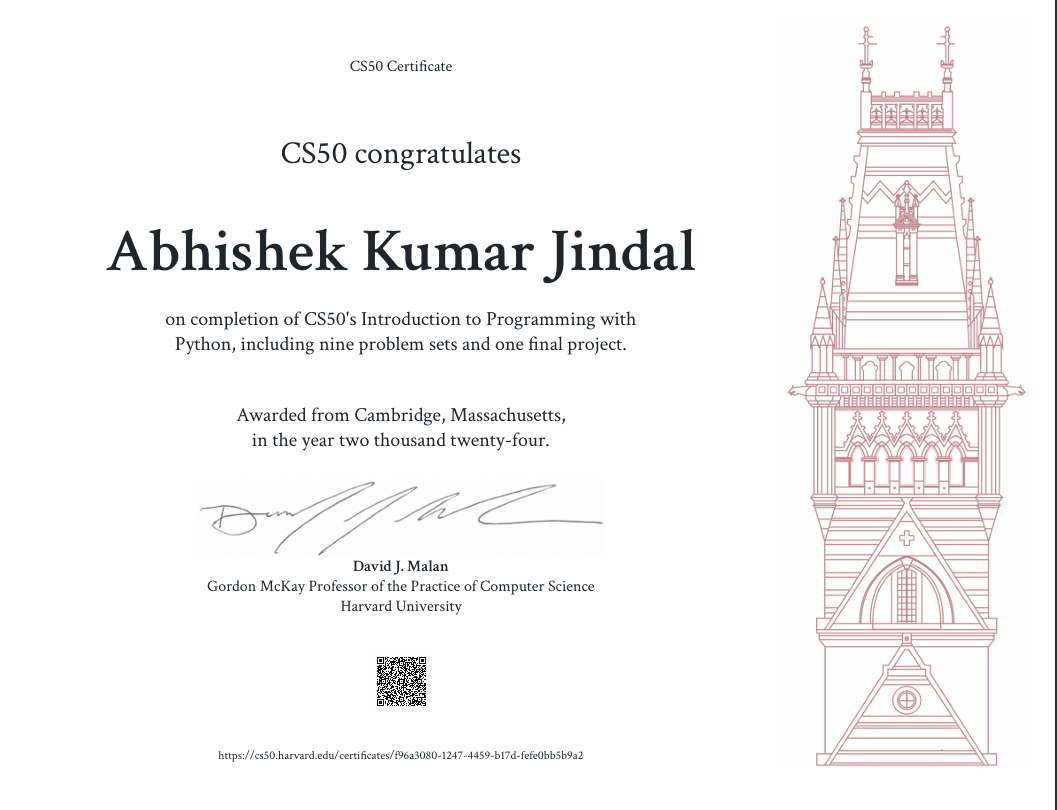 CS50 Certificate
CS50 congratulates
Abhishek Kumar Jindal
on completion of CS50's Introduction to Programming with
Python, including nine problem sets and one final project.
Awarded from Cambridge, Massachusetts,
in the year two thousand twenty-four.
David J. Malan
Gordon McKay Professor of the Practice of Computer Science
Harvard University
https://cs50.harvard.edu/certificates/f96a3080-1247-4459-b17d-fefe0bb5b9a2